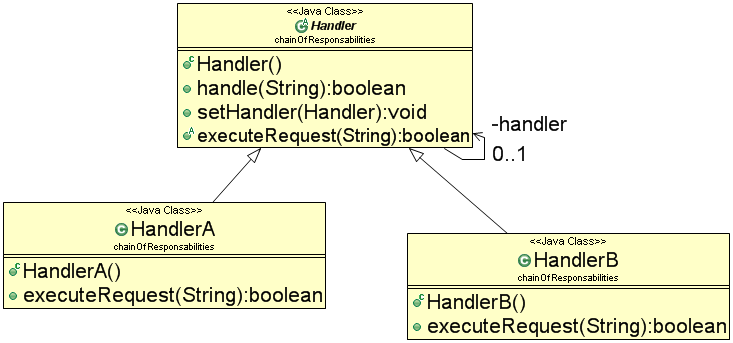 <<Java Class>>
Handler
chainOfResponsabilities
Handler()
handle(String):boolean
setHandler(Handler):void
executeRequest(String):boolean
-handler
0..1
<<Java Class>>
HandlerA
chainOfResponsabilities
HandlerA()
executeRequest(String):boolean
<<Java Class>>
HandlerB
chainOfResponsabilities
HandlerB()
executeRequest(String):boolean